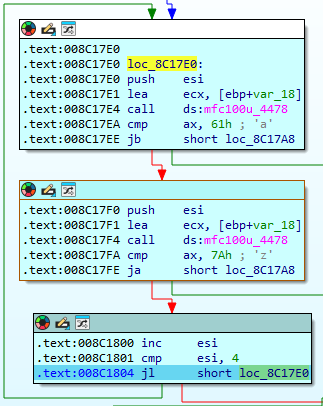 .text:008C17E0
.text:008C17E0 loc_8C17E0:
.text:008C17E0 push esi
.text:008C17E1 lea ecx, [ebp+var_18]
.text:008C17E4 call ds:mfc100u_4478
.text:008C17EA cmp ax, 61h ; 'a'
.text:008C17EE jb short loc_8C17A8
.text:008C17F0 push esi
.text:008C17F1 lea ecx, [ebp+var_18]
.text:008C17F4 call ds:mfc100u_4478
.text:008C17FA cmp ax, 7Ah ; 'z'
.text:008C17FE ja short loc_8C17A8
.text:008C1800 inc esi
.text:008C1801 cmp esi, 4
.text:008C1804 jl short loc_8C17E0